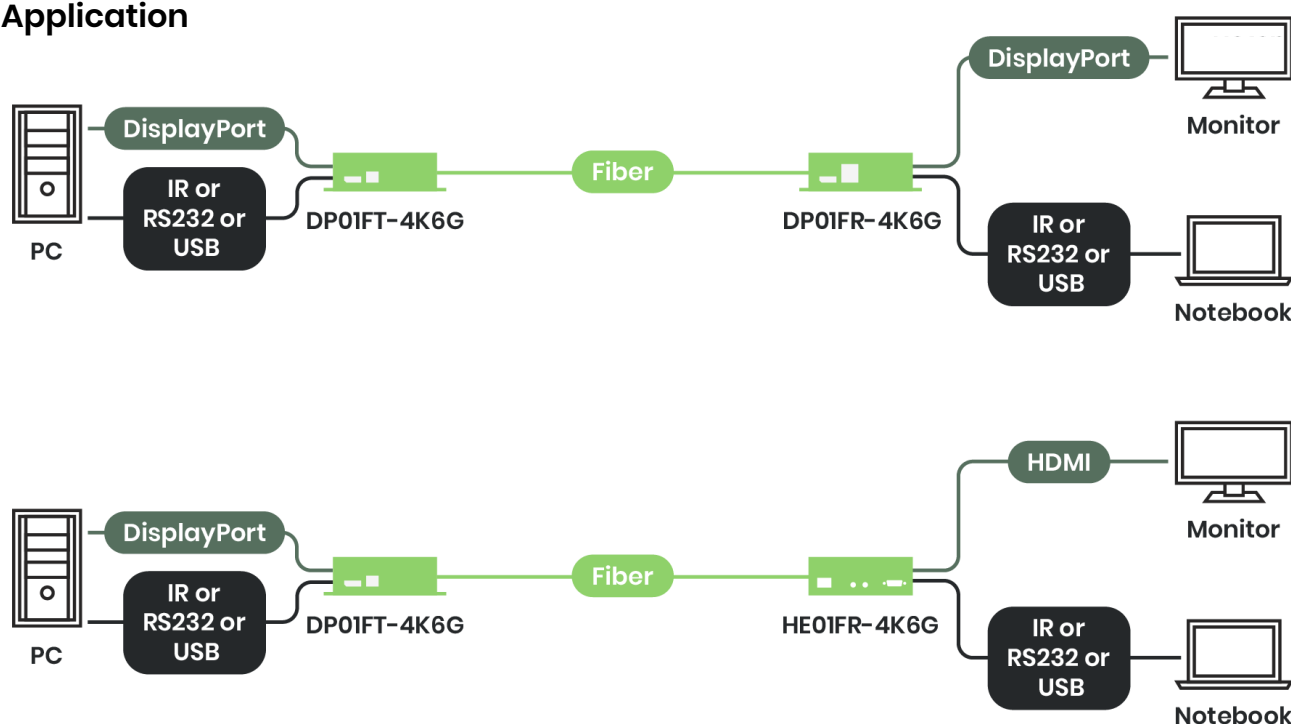 Application
DisplayPort
Monitor
DisplayPort
IR or
RS232 or
USB
PC
Fiber
DP01FT-4K6G
DP01FR-4K6G
IR or
RS232 or
USB
Notebook
HDMI
Monitor
DisplayPort
IR or
RS232 or
USB
PC
Fiber
DP01FT-4K6G
HE01FR-4K6G
IR or
RS232 or
USB
Notebook